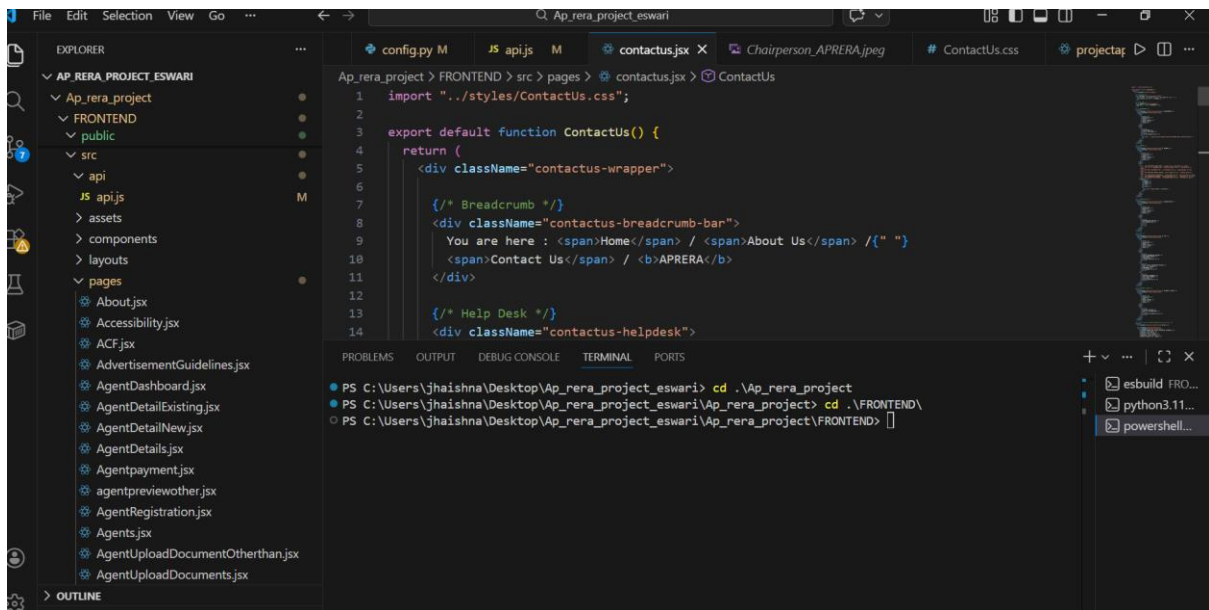 File Edit Selection View Go ...
Ap_rera_project_eswari
EXPLORER
AP_RERA_PROJECT_ESWARI
Ap_rera_project
FRONTEND
public
src
api
JS api.js M
assets
components
layouts
pages
About.jsx
Accessibility.jsx
ACF.jsx
AdvertisementGuidelines.jsx
AgentDashboard.jsx
AgentDetailExisting.jsx
AgentDetailNew.jsx
AgentDetails.jsx
Agentpayment.jsx
agentpreviewother.jsx
AgentRegistration.jsx
Agents.jsx
AgentUploadDocumentOtherthan.jsx
AgentUploadDocuments.jsx
OUTLINE
7
config.py M JS api.js M contactus.jsx Chairperson_APRERA.jpeg # ContactUs.css projectap
Ap_rera_project > FRONTEND > src > pages > contactus.jsx > ContactUs
1 import "../styles/ContactUs.css";
2
3 export default function ContactUs() {
4 return (
5 <div className="contactus-wrapper">
6
7 {/* Breadcrumb */}
8 <div className="contactus-breadcrumb-bar">
9 You are here : <span>Home</span> / <span>About Us</span> /{" "}
10 <span>Contact Us</span> / <b>APRERA</b>
11 </div>
12
13 {/* Help Desk */}
14 <div className="contactus-helpdesk">
PROBLEMS OUTPUT DEBUG CONSOLE TERMINAL PORTS
PS C:\Users\jhaishna\Desktop\Ap_rera_project_eswari> cd .\Ap_rera_project
PS C:\Users\jhaishna\Desktop\Ap_rera_project_eswari\Ap_rera_project> cd .\FRONTEND\
PS C:\Users\jhaishna\Desktop\Ap_rera_project_eswari\Ap_rera_project\FRONTEND>
esbuild FRO...
python3.11...
powershell...